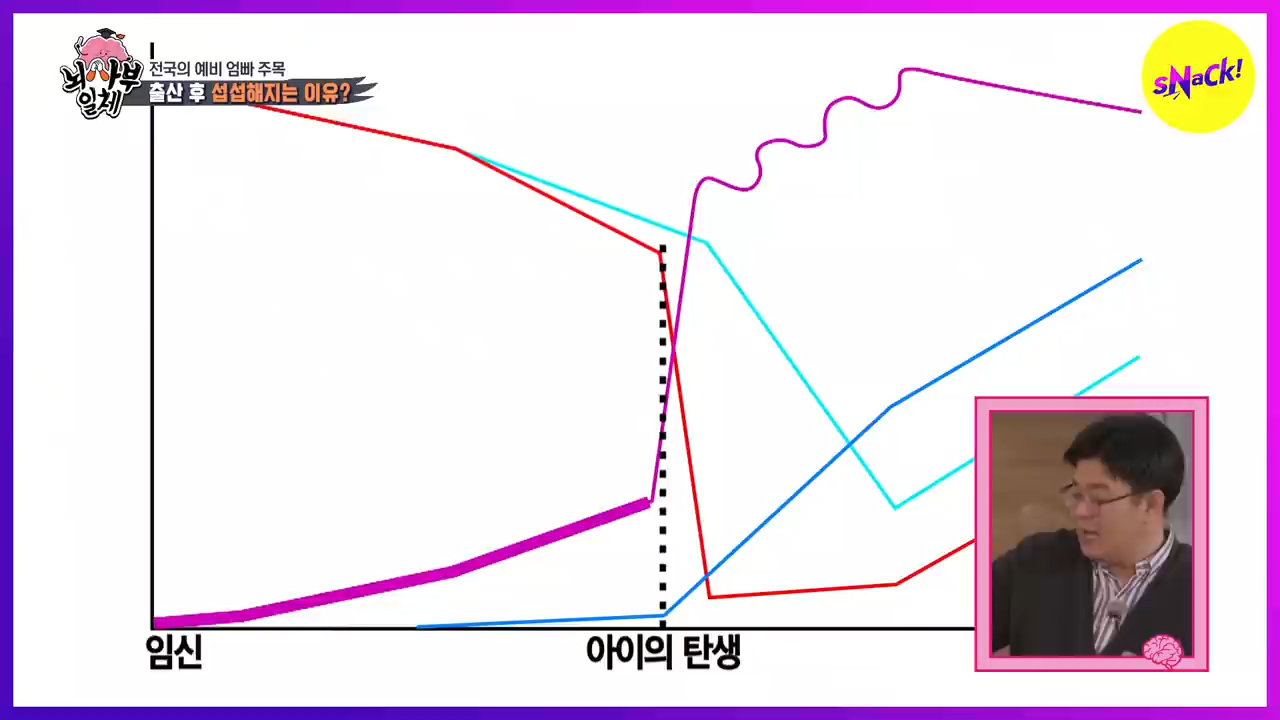 뇌사부일체
전국의 예비 엄빠 주목
출산 후 섭섭해지는 이유?
sNaCk!
임신
아이의 탄생